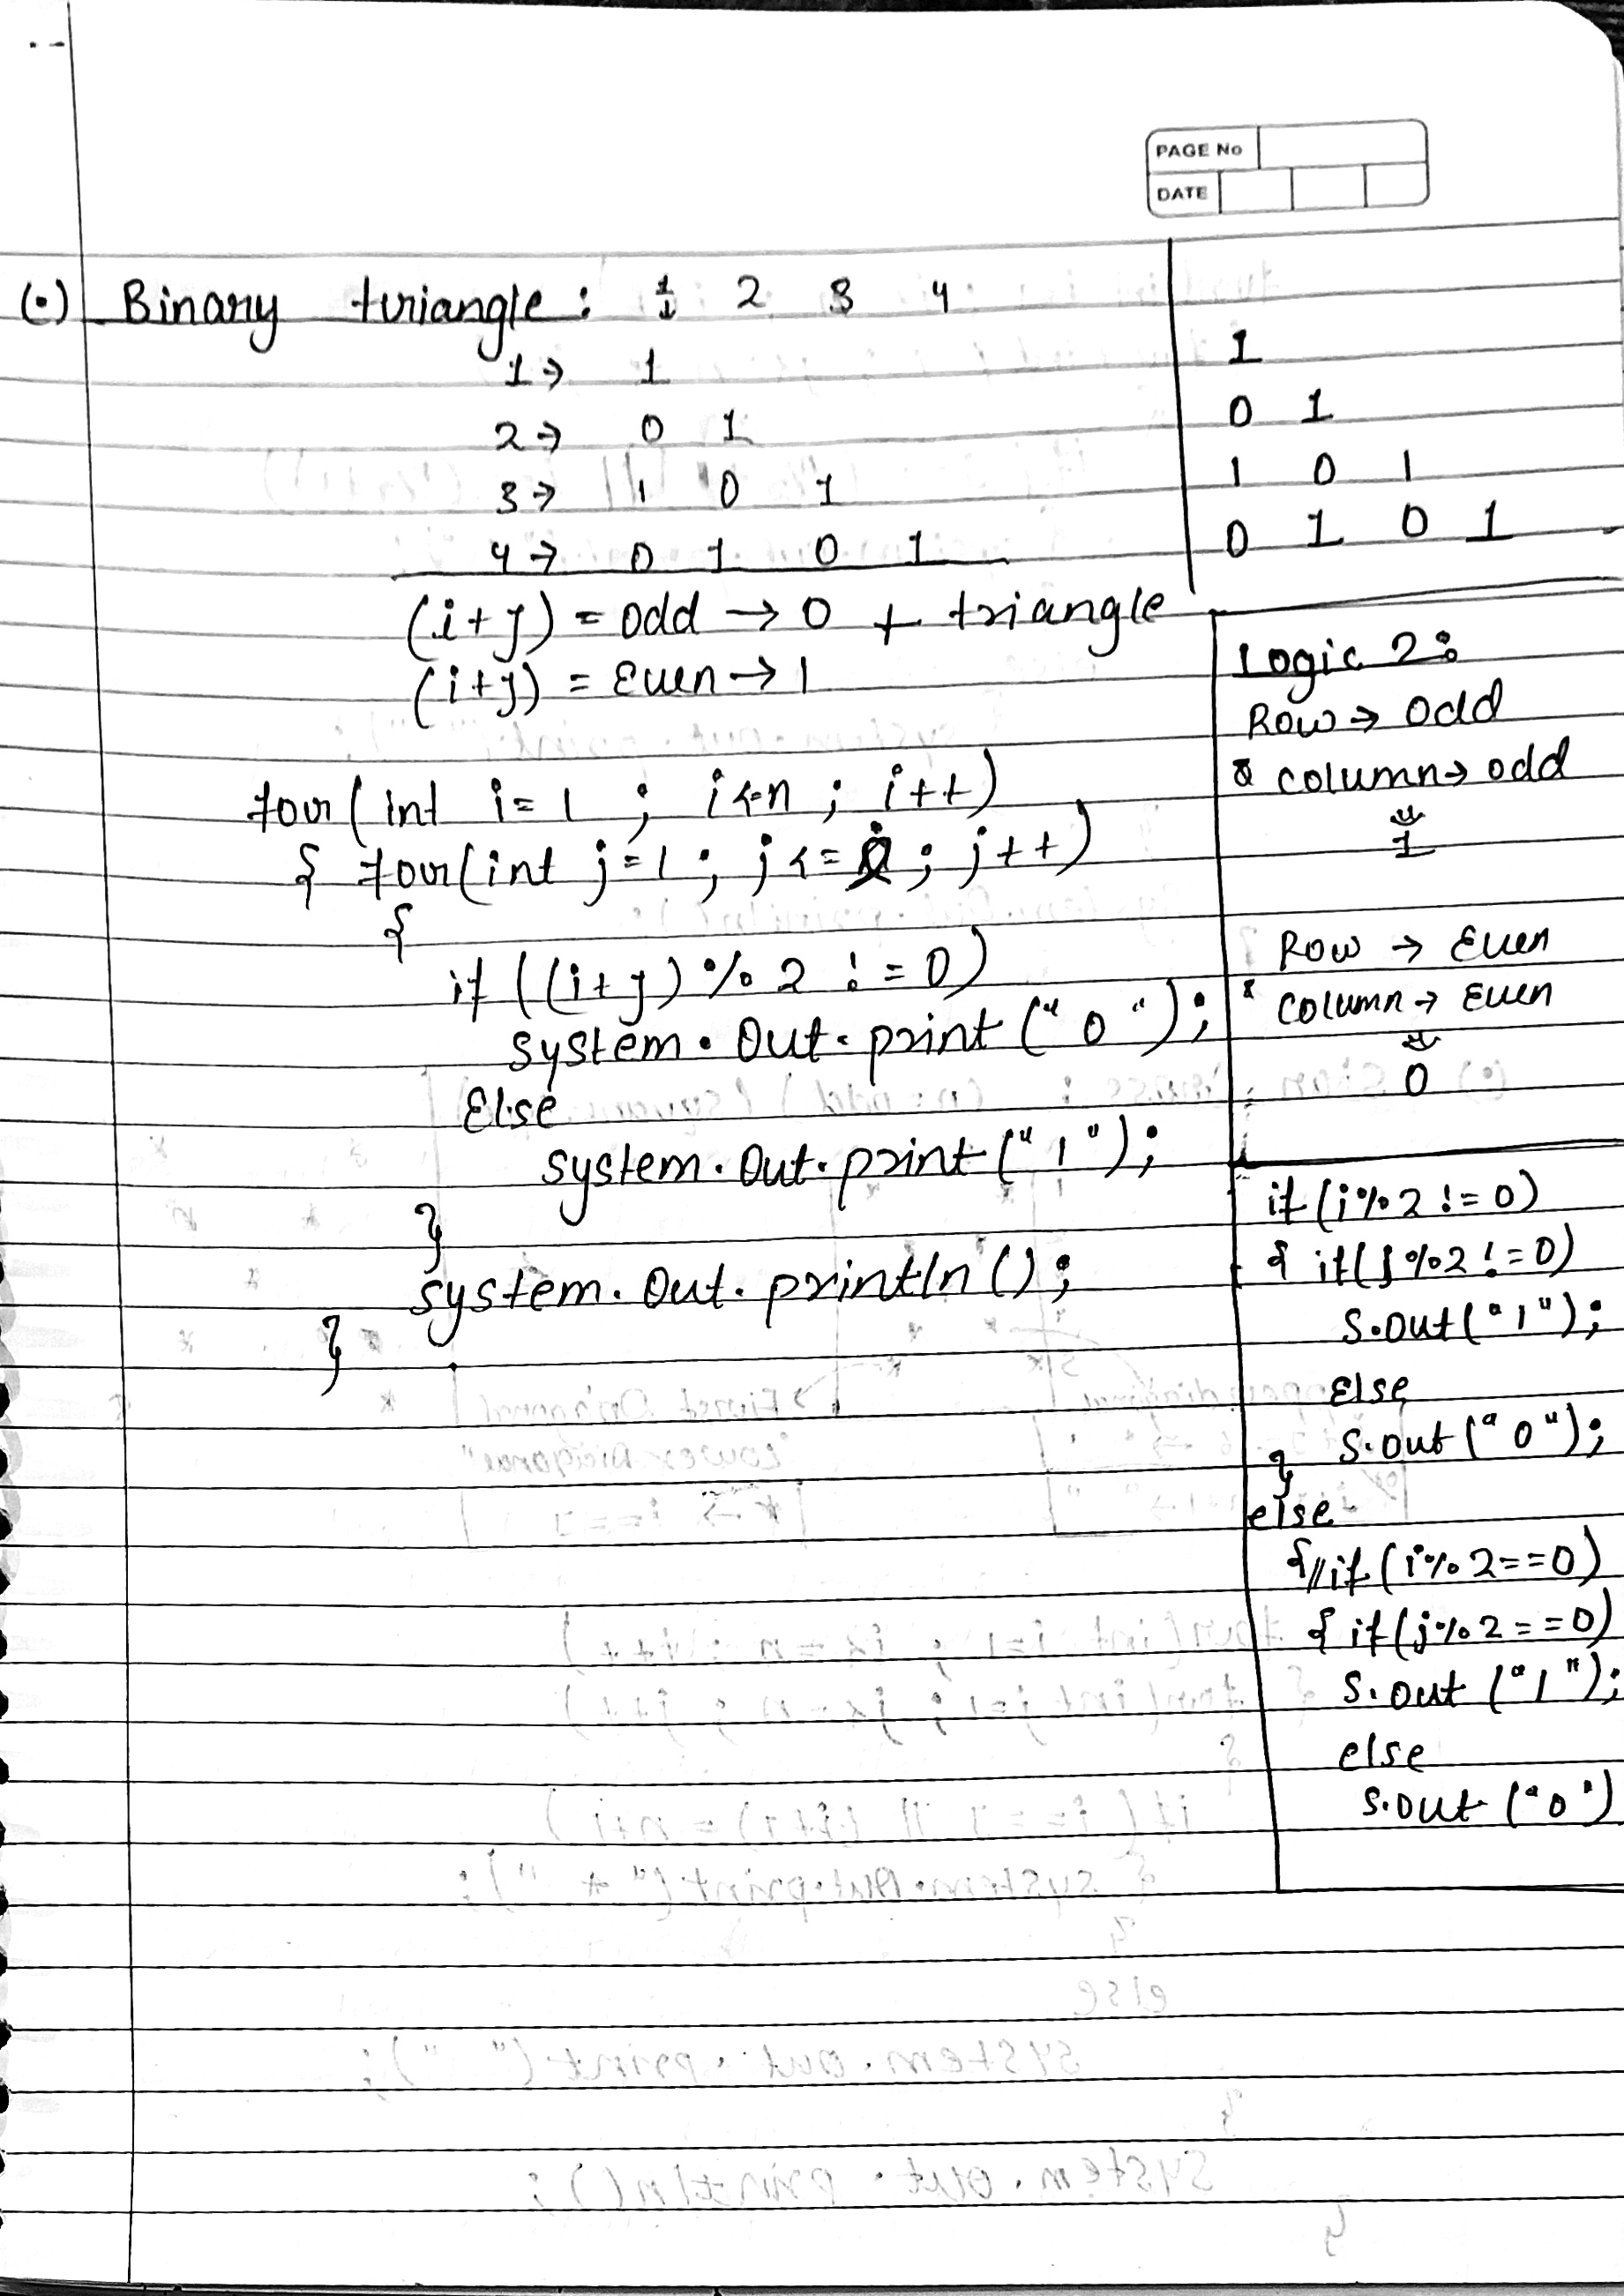 PAGE No
DATE
(•) Binary triangle : 1 2 3 4
1→ 1
2→ 0 1
3→ 1 0 1
4→ 0 1 0 1
1
0 1
1 0 1
0 1 0 1
(i+j) = odd → 0 + triangle
(i+j) = Even → 1
for ( int i = 1 ; i<=n ; i++)
{ for(int j=1 ; j <= i ; j++)
{
if ((i+j) % 2 != 0)
system.Out.print ("0");
Else
system.Out.print ("1");
}
system.Out.println();
}
Logic 2:
Row → odd
& column → odd
⇓
1
Row → Even
& column → Even
⇓
0
if (i%2 != 0)
{ if(j%2 != 0)
S.out("1");
Else
S.out ("0");
}
else
{//if (i%2==0)
{ if(j%2 ==0)
S.out ("1");
else
S.out ("0")